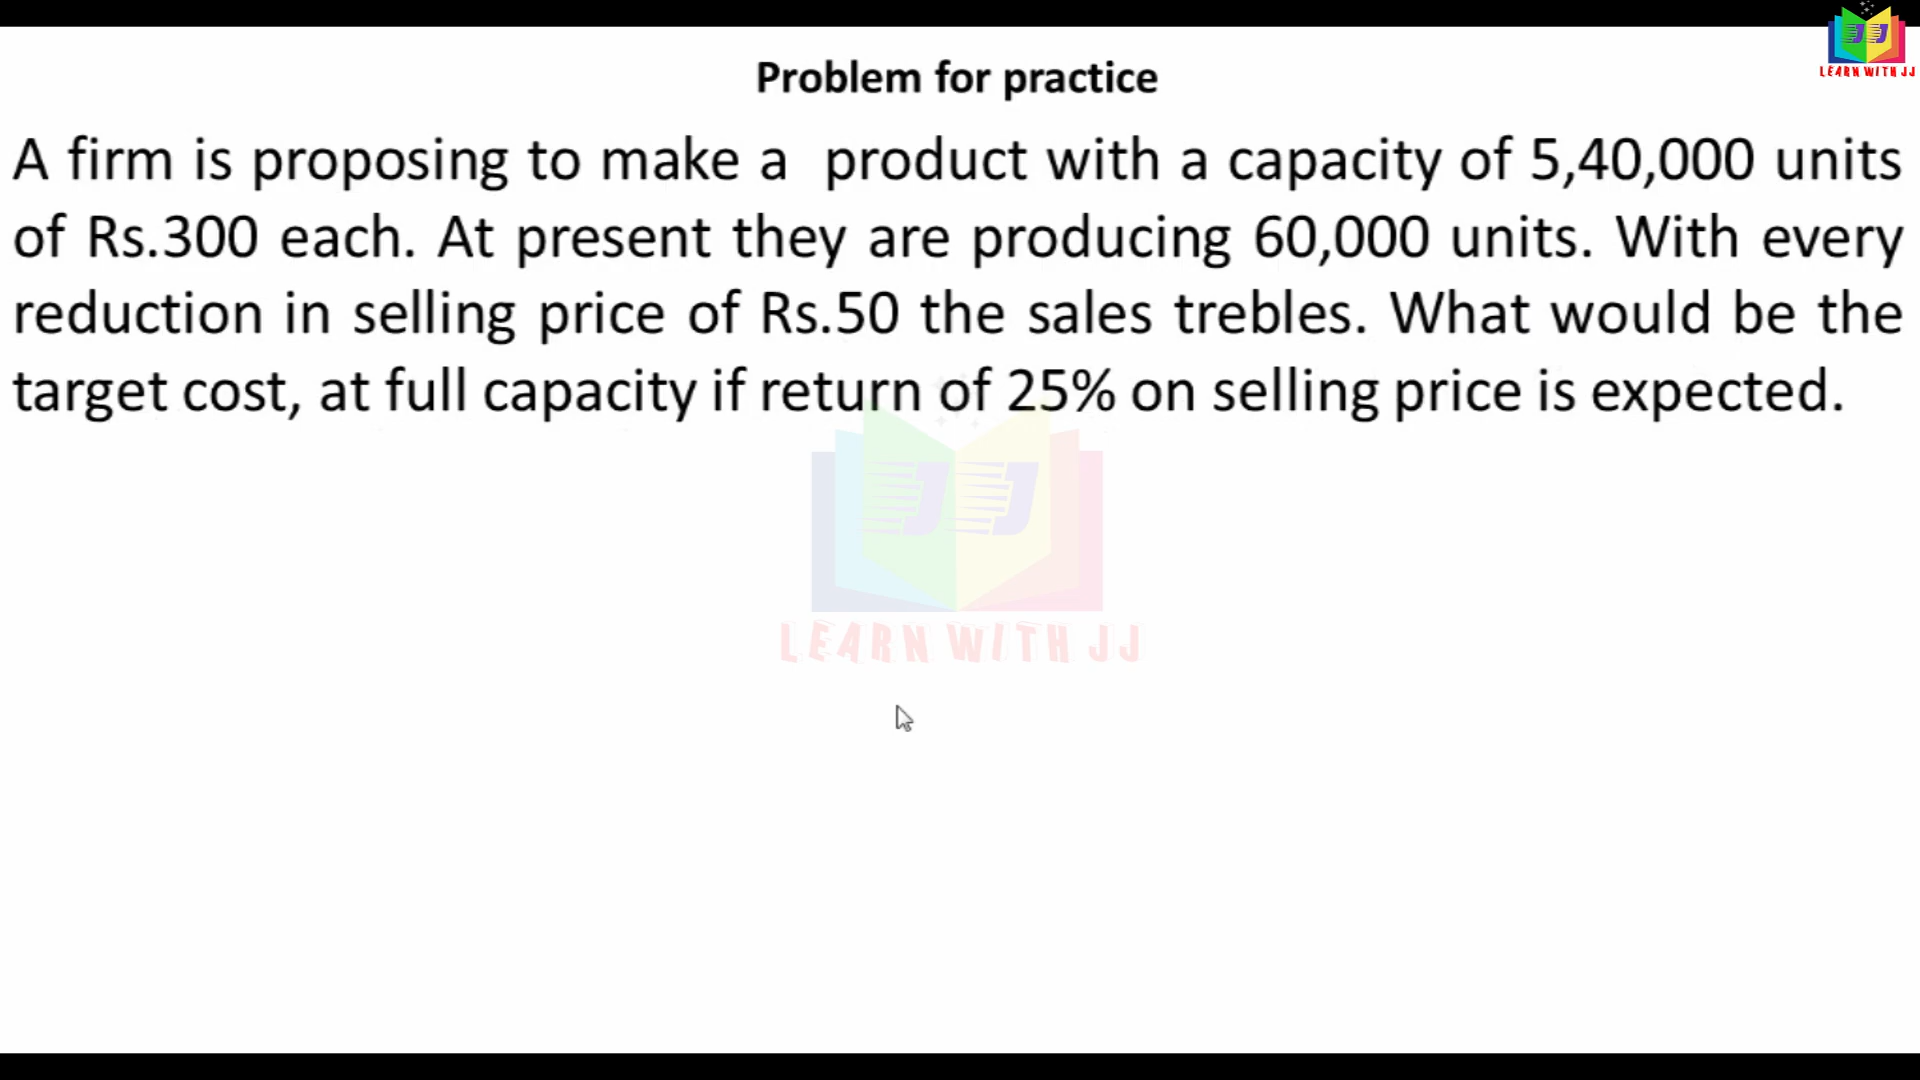 LEARN WITH JJ
Problem for practice
A firm is proposing to make a product with a capacity of 5,40,000 units
of Rs.300 each. At present they are producing 60,000 units. With every
reduction in selling price of Rs.50 the sales trebles. What would be the
target cost, at full capacity if return of 25% on selling price is expected.
JJ
LEARN WITH JJ